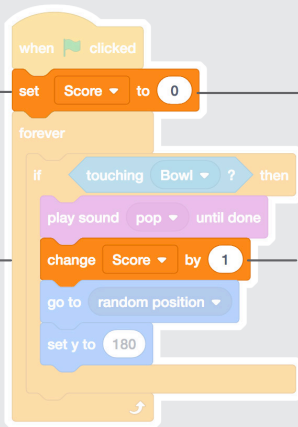 when clicked
set Score to 0
forever
if touching Bowl ? then
play sound pop until done
change Score by 1
go to random position
set y to 180